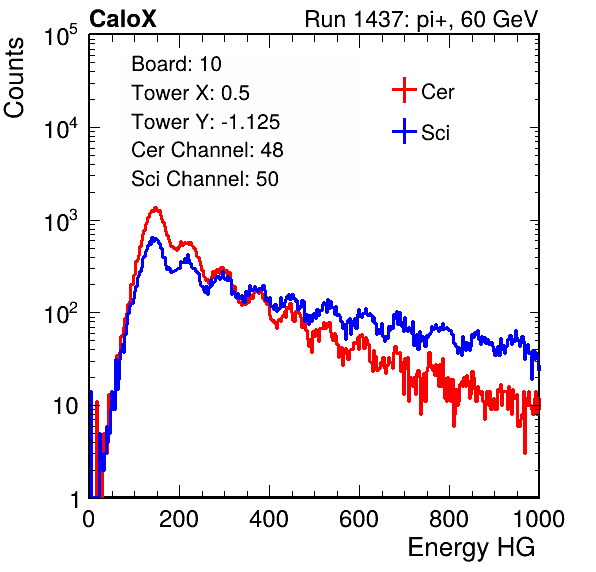 CaloX Run 1437: pi+, 60 GeV
Counts
Board: 10
Tower X: 0.5
Tower Y: -1.125
Cer Channel: 48
Sci Channel: 50
Cer
Sci
10^5
10^4
10^3
10^2
10
1
0 200 400 600 800 1000
Energy HG